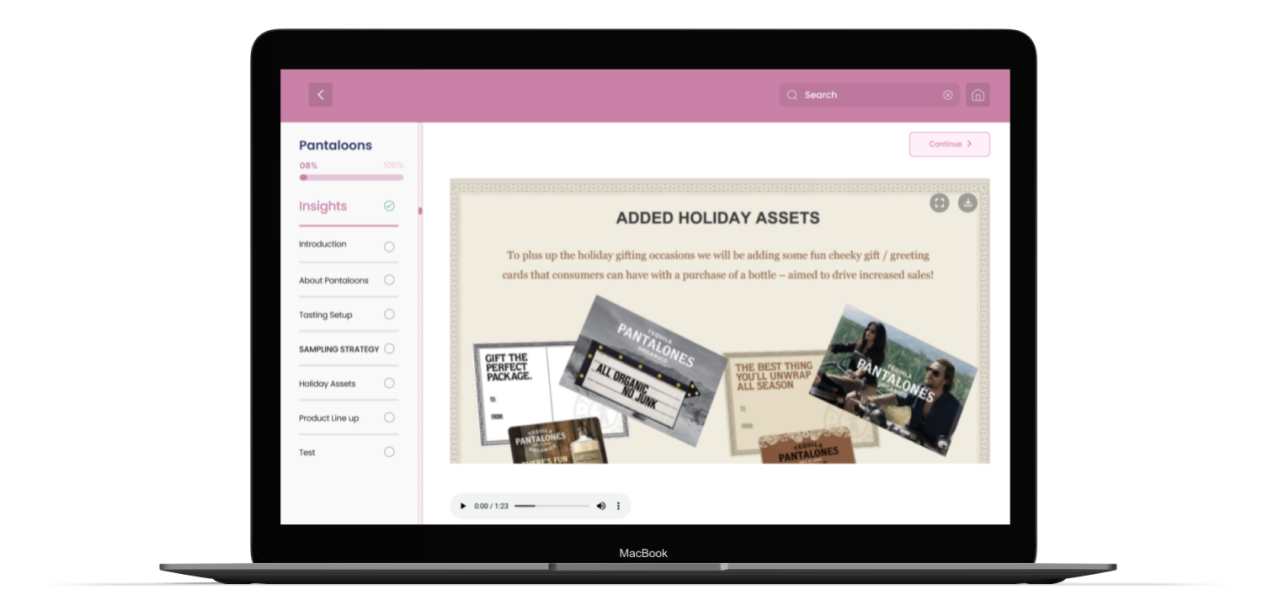 Search
Pantaloons
08% 100%
Continue
Insights
Introduction
About Pantaloons
Tasting Setup
SAMPLING STRATEGY
Holiday Assets
Product Line up
Test
ADDED HOLIDAY ASSETS
To plus up the holiday gifting occasions we will be adding some fun cheeky gift / greeting
cards that consumers can have with a purchase of a bottle – aimed to drive increased sales!
GIFT THE
PERFECT
PACKAGE.
TO
FROM
TEQUILA
PANTALONES
ORGANICO
ALL ORGANIC
NO JUNK
TEQUILA
PANTALONES
ORGANICO
THE BEST THING
YOU'LL UNWRAP
ALL SEASON
TO
FROM
TEQUILA
PANTALONES
ORGANICO
PANTALONES
0:00 / 1:23
MacBook